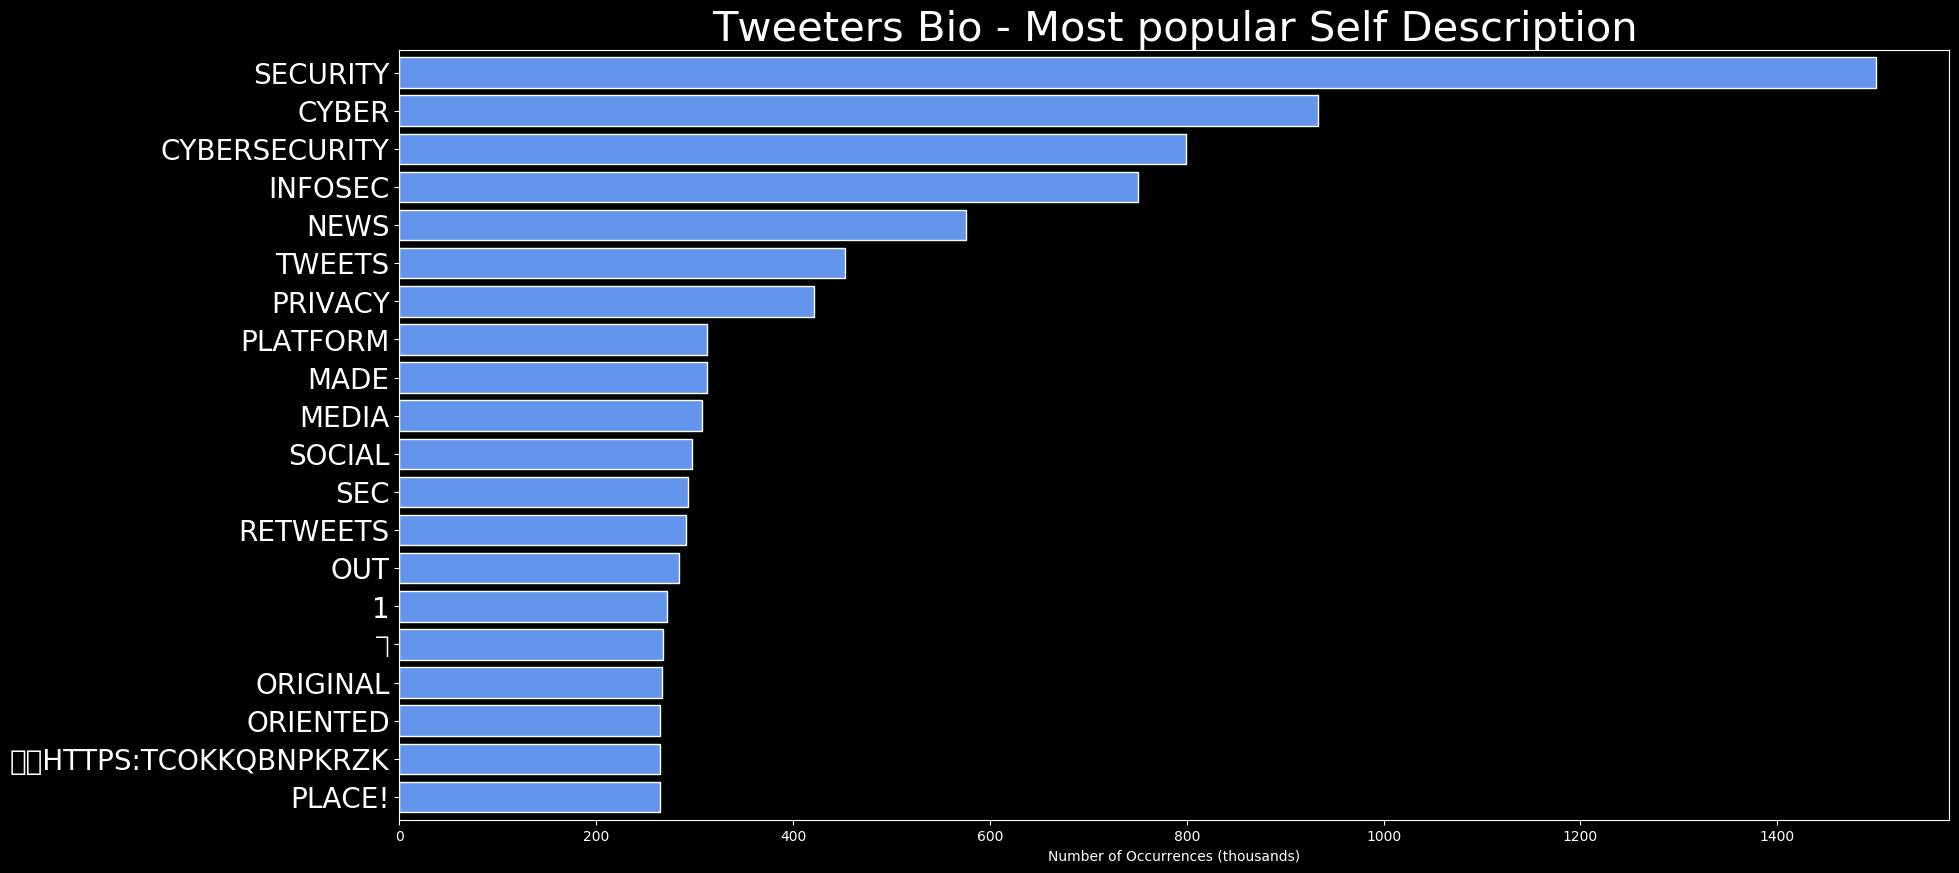 Tweeters Bio - Most popular Self Description
SECURITY
CYBER
CYBERSECURITY
INFOSEC
NEWS
TWEETS
PRIVACY
PLATFORM
MADE
MEDIA
SOCIAL
SEC
RETWEETS
OUT
1
ORIGINAL
ORIENTED
HTTPS:TCOKKQBNPKRZK
PLACE!
0 200 400 600 800 1000 1200 1400
Number of Occurrences (thousands)